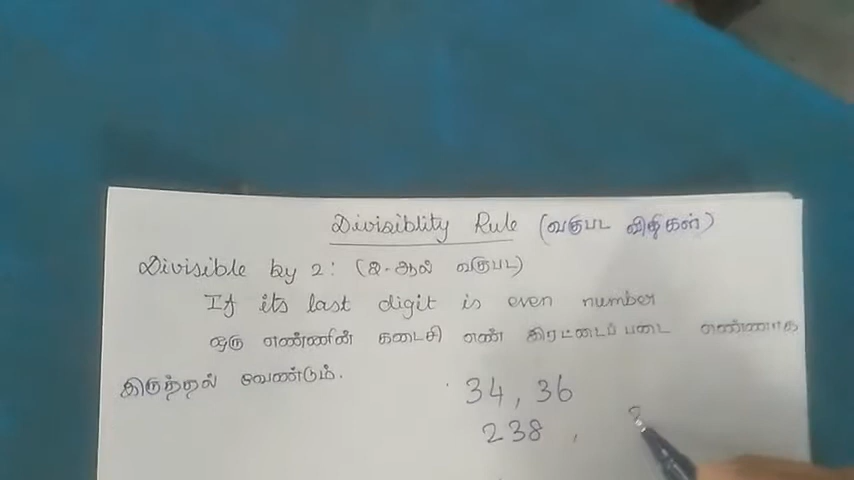 Divisiblity Rule (வகுபட விதிகள்)
Divisible by 2: (2-ஆல் வகுபட)
If its last digit is even number
ஒரு எண்ணின் கடைசி எண் இரட்டைப்படை எண்ணாக
இருத்தல் வேண்டும்.
34, 36
238,